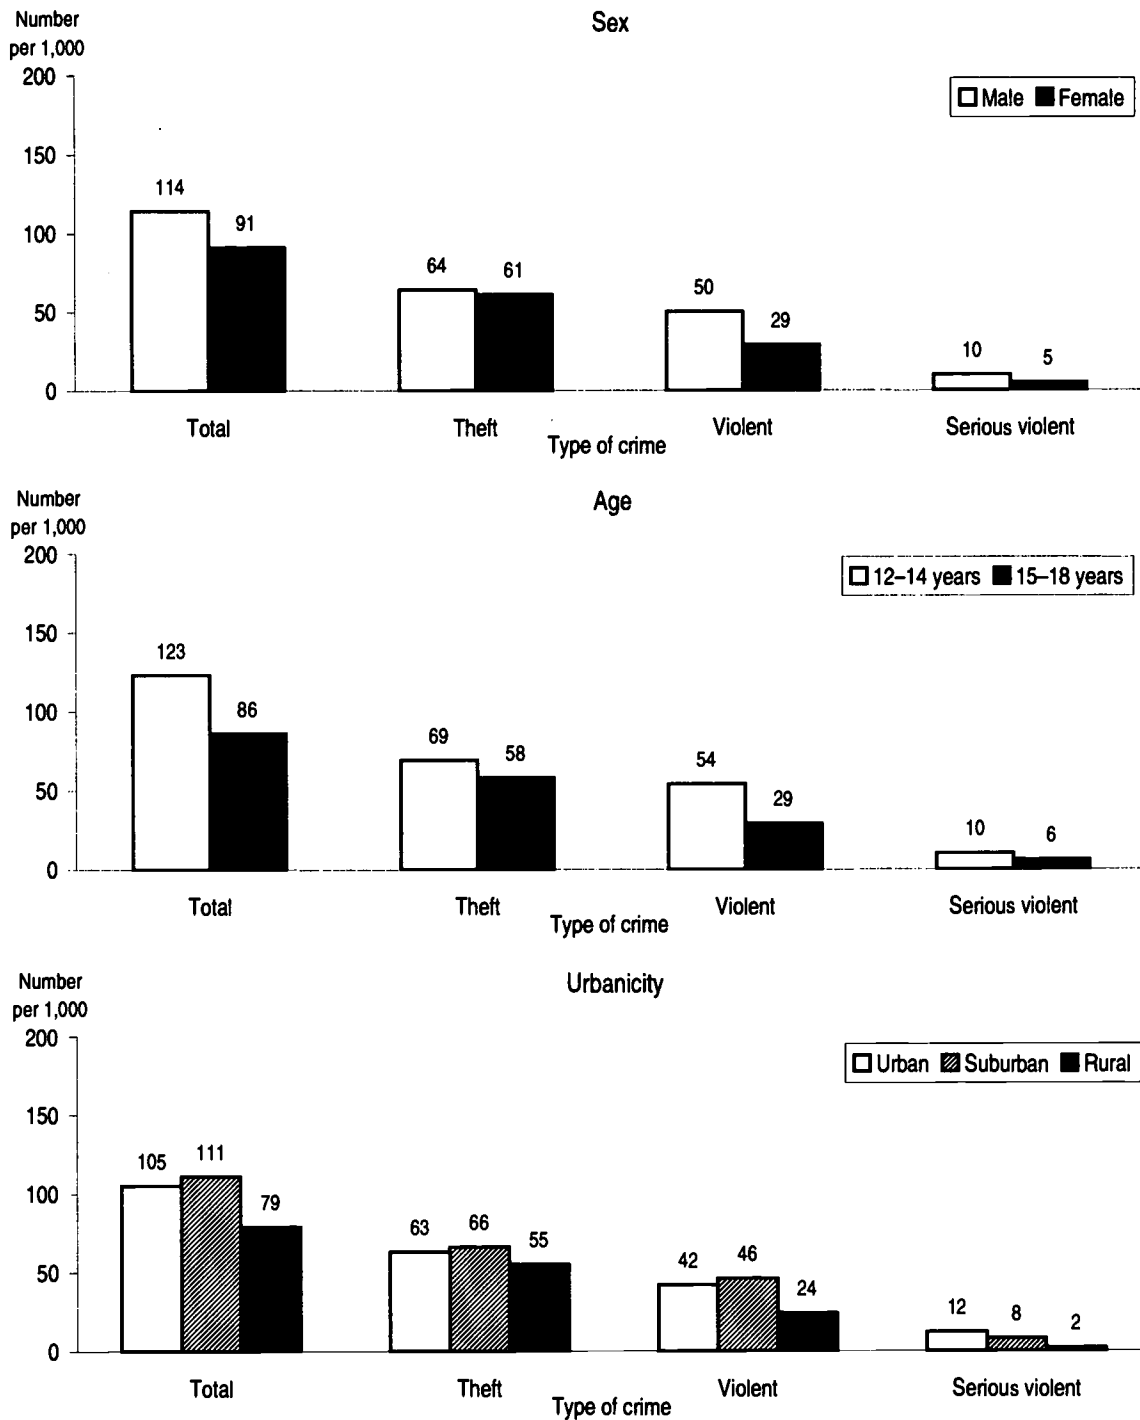 Number
per 1,000
Sex
200
Male Female
150
114
91
100
64 61
50
29
50
10 5
0
Total Theft Violent Serious violent
Type of crime
Number
per 1,000
Age
200
12–14 years 15–18 years
150
123
86
100
69 58
54
29
50
10 6
0
Total Theft Violent Serious violent
Type of crime
Number
per 1,000
Urbanicity
200
Urban Suburban Rural
150
105 111
79
100
63 66 55
42 46 24
50
12 8 2
0
Total Theft Violent Serious violent
Type of crime